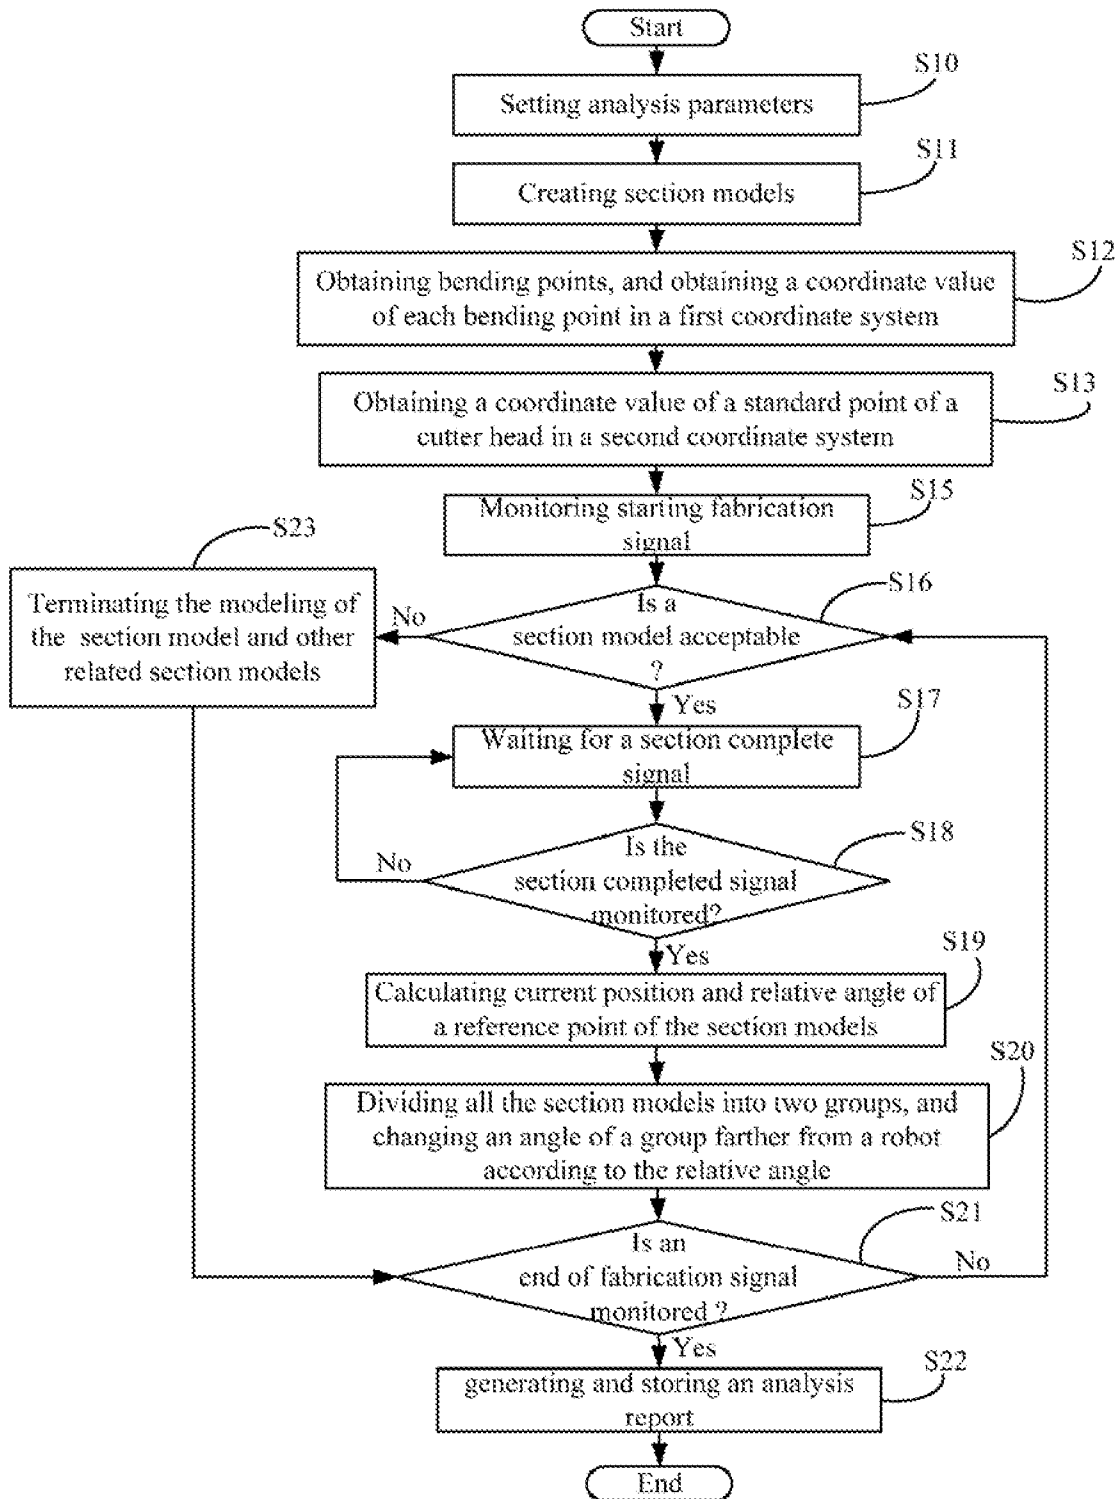 Start
S10
Setting analysis parameters
S11
Creating section models
S12
Obtaining bending points, and obtaining a coordinate value
of each bending point in a first coordinate system
S13
Obtaining a coordinate value of a standard point of a
cutter head in a second coordinate system
S15
Monitoring starting fabrication
signal
S23
Terminating the modeling of
the section model and other
related section models
S16
No
Is a
section model acceptable
?
Yes
S17
Waiting for a section complete
signal
S18
No
Is the
section completed signal
monitored?
Yes
S19
Calculating current position and relative angle of
a reference point of the section models
S20
Dividing all the section models into two groups, and
changing an angle of a group farther from a robot
according to the relative angle
S21
Is an
end of fabrication signal
monitored ?
No
Yes
S22
generating and storing an analysis
report
End